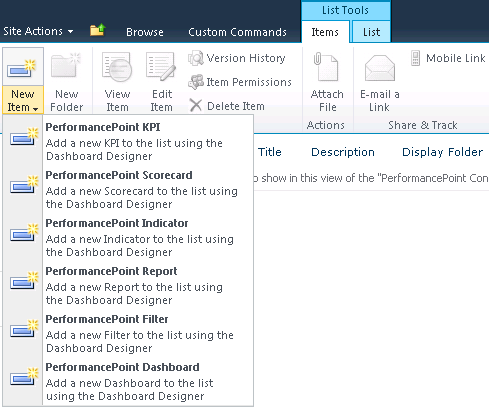 List Tools
Site Actions Browse Custom Commands Items List
New Item
New Folder
View Item
Edit Item
Version History
Item Permissions
Delete Item
Attach File
E-mail a Link
Mobile Link
Actions
Share & Track
PerformancePoint KPI
Add a new KPI to the list using the
Dashboard Designer
PerformancePoint Scorecard
Add a new Scorecard to the list using
the Dashboard Designer
PerformancePoint Indicator
Add a new Indicator to the list using
the Dashboard Designer
PerformancePoint Report
Add a new Report to the list using
the Dashboard Designer
PerformancePoint Filter
Add a new Filter to the list using the
Dashboard Designer
PerformancePoint Dashboard
Add a new Dashboard to the list
using the Dashboard Designer
Title Description Display Folder
o show in this view of the "PerformancePoint Con